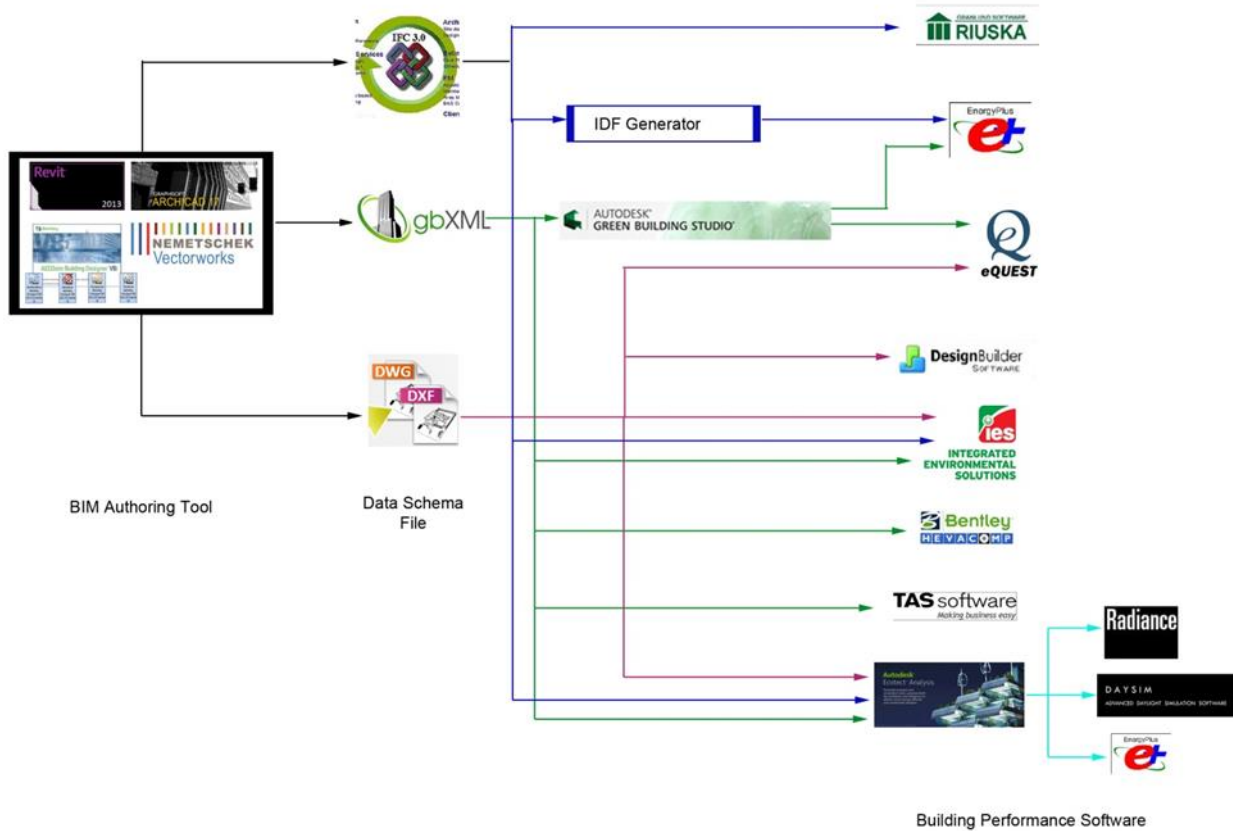 IFC 3.0
Services
GRANLUND SOFTWARE
RIUSKA
IDF Generator
EnergyPlus
e+
Revit
2013
GRAPHISOFT
ARCHICAD
NEMETSCHEK
Vectorworks
gbXML
AUTODESK®
GREEN BUILDING STUDIO®
eQUEST
DWG
DXF
DesignBuilder
SOFTWARE
ies
INTEGRATED
ENVIRONMENTAL
SOLUTIONS
BIM Authoring Tool
Data Schema
File
Bentley
HEVACOMP
TAS software
Making business easy
Autodesk
Ecotect® Analysis
Radiance
DAYSIM
ADVANCED DAYLIGHT SIMULATION SOFTWARE
EnergyPlus
e+
Building Performance Software